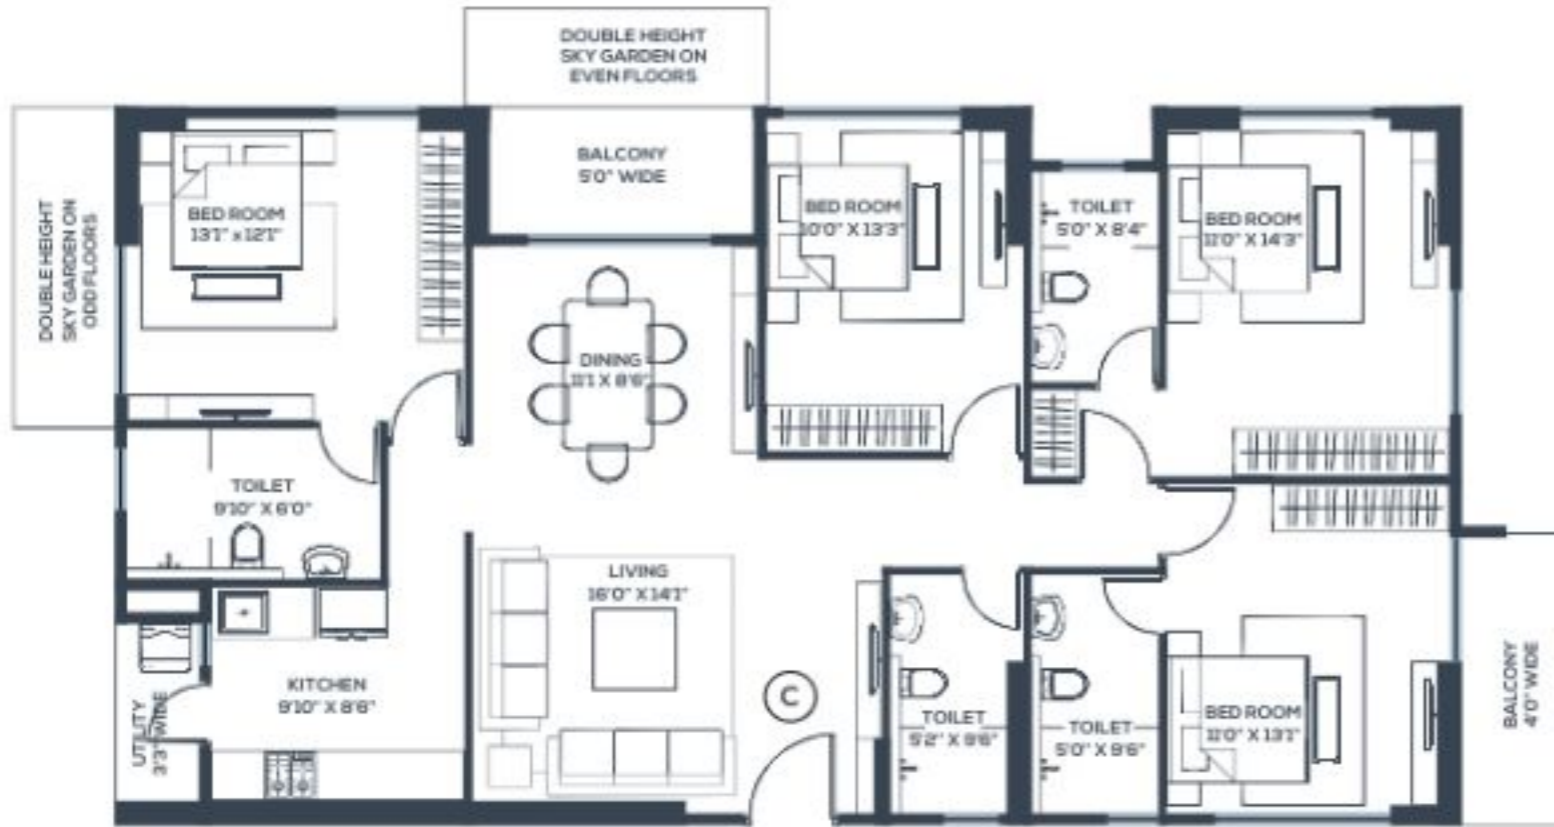 DOUBLE HEIGHT
SKY GARDEN ON
EVEN FLOORS
DOUBLE HEIGHT
SKY GARDEN ON
ODD FLOORS
BALCONY
5'0" WIDE
BED ROOM
13'1" x 12'1"
BED ROOM
10'0" X 13'3"
TOILET
5'0" X 8'4"
BED ROOM
11'0" X 14'3"
DINING
11'1 X 8'6"
TOILET
9'10" X 6'0"
LIVING
16'0" X 14'1"
KITCHEN
9'10" X 8'6"
UTILITY
3'3" WIDE
C
TOILET
5'2" X 9'6"
TOILET
5'0" X 9'6"
BED ROOM
11'0" X 13'1"
BALCONY
4'0" WIDE